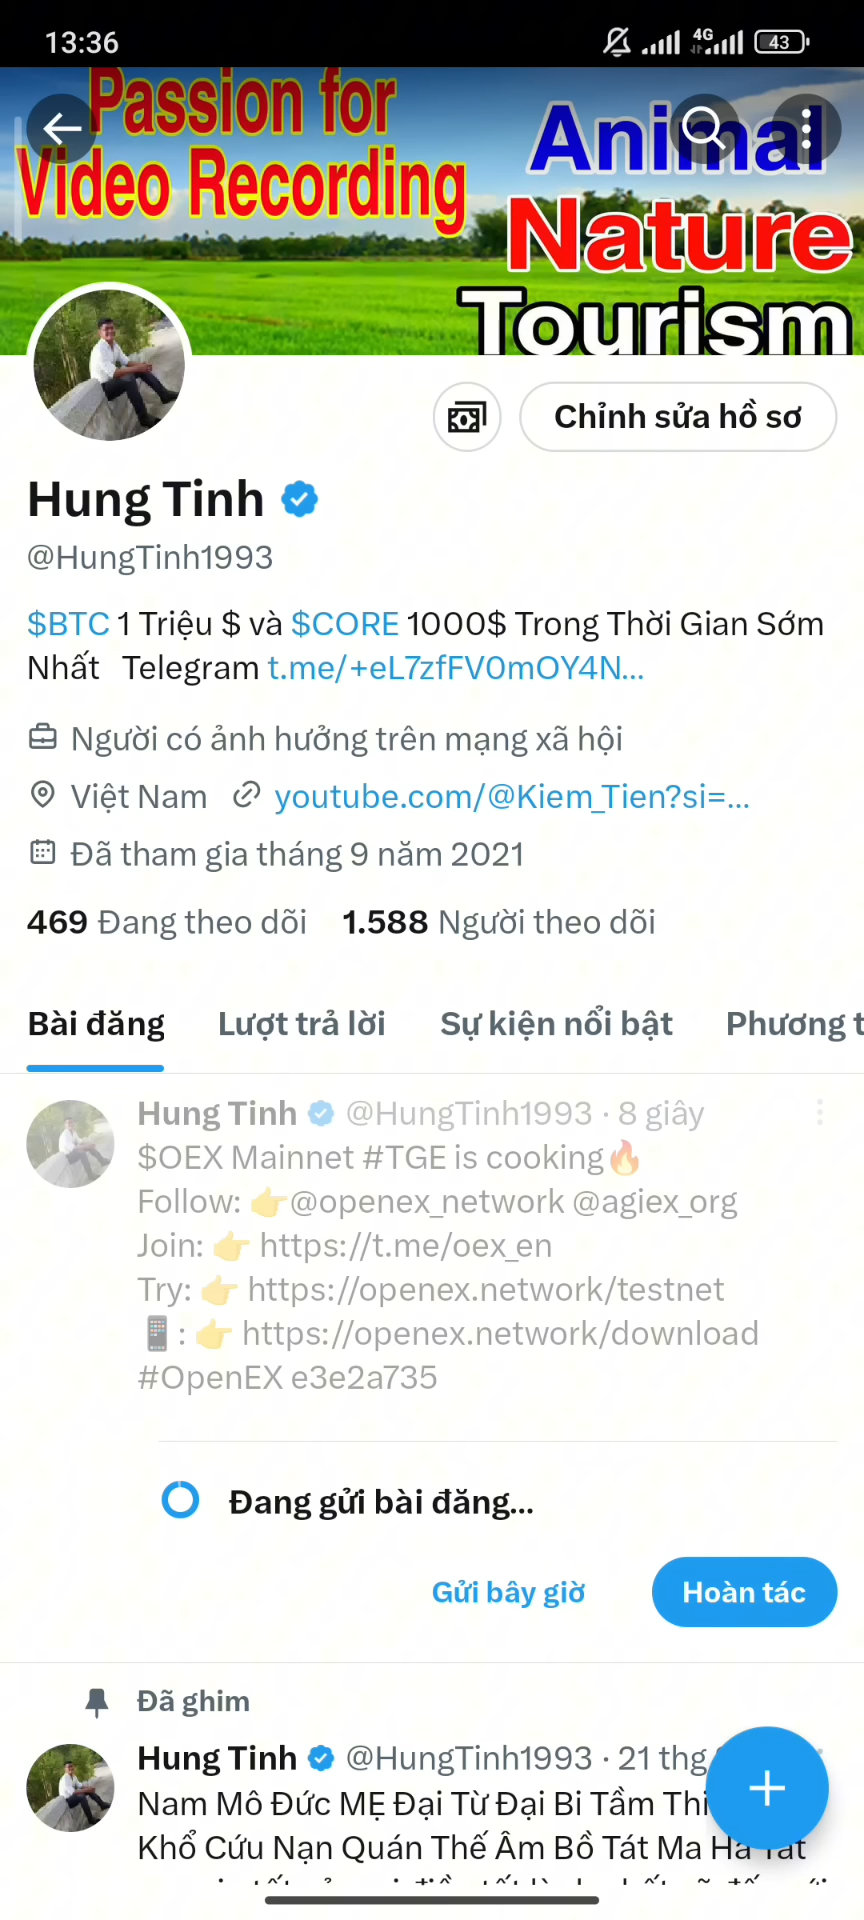 13:36
4G
43
Passion for
Video Recording
Animal
Nature
Tourism
Chỉnh sửa hồ sơ
Hung Tinh
@HungTinh1993
$BTC 1 Triệu $ và $CORE 1000$ Trong Thời Gian Sớm
Nhất Telegram t.me/+eL7zfFV0mOY4N...
Người có ảnh hưởng trên mạng xã hội
Việt Nam youtube.com/@Kiem_Tien?si=...
Đã tham gia tháng 9 năm 2021
469 Đang theo dõi 1.588 Người theo dõi
Bài đăng Lượt trả lời Sự kiện nổi bật Phương t
Hung Tinh @HungTinh1993 · 8 giây
$OEX Mainnet #TGE is cooking🔥
Follow: 👉@openex_network @agiex_org
Join: 👉 https://t.me/oex_en
Try: 👉 https://openex.network/testnet
📱: 👉 https://openex.network/download
#OpenEX e3e2a735
Đang gửi bài đăng...
Gửi bây giờ
Hoàn tác
Đã ghim
Hung Tinh @HungTinh1993 · 21 thg
Nam Mô Đức MẸ Đại Từ Đại Bi Tầm Thi
Khổ Cứu Nạn Quán Thế Âm Bồ Tát Ma Ha Tát